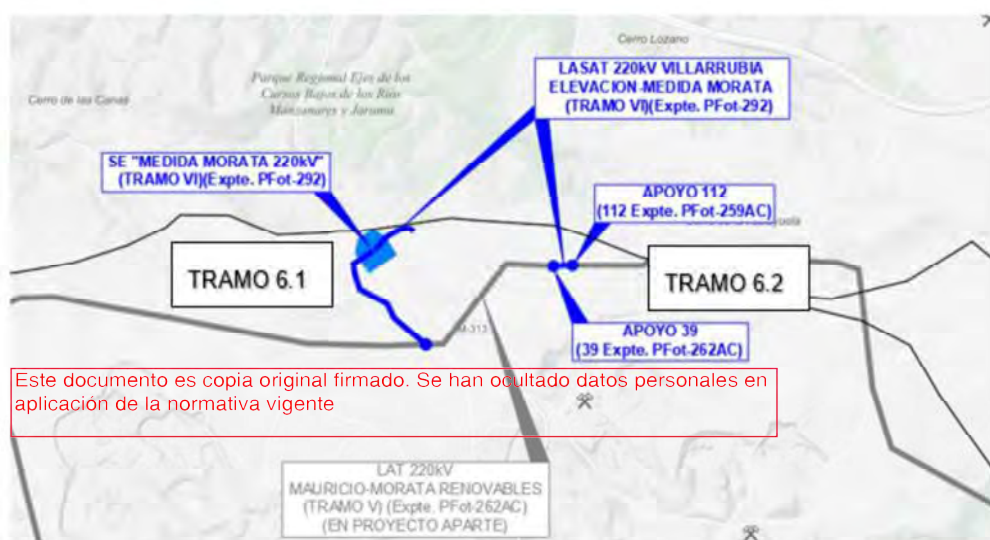 Cerro Lozano
Parque Regional Ejes de los
Cursos Bajos de los Ríos
Manzanares y Jarama
Cerro de las Canas
LASAT 220kV VILLARRUBIA
ELEVACION-MEDIDA MORATA
(TRAMO VI)(Expte. PFot-292)
SE "MEDIDA MORATA 220kV"
(TRAMO VI)(Expte. PFot-292)
APOYO 112
(112 Expte. PFot-259AC)
TRAMO 6.1
TRAMO 6.2
M-313
APOYO 39
(39 Expte. PFot-262AC)
Este documento es copia original firmado. Se han ocultado datos personales en
aplicación de la normativa vigente
LAT 220kV
MAURICIO-MORATA RENOVABLES
(TRAMO V) (Expte. PFot-262AC)
(EN PROYECTO APARTE)